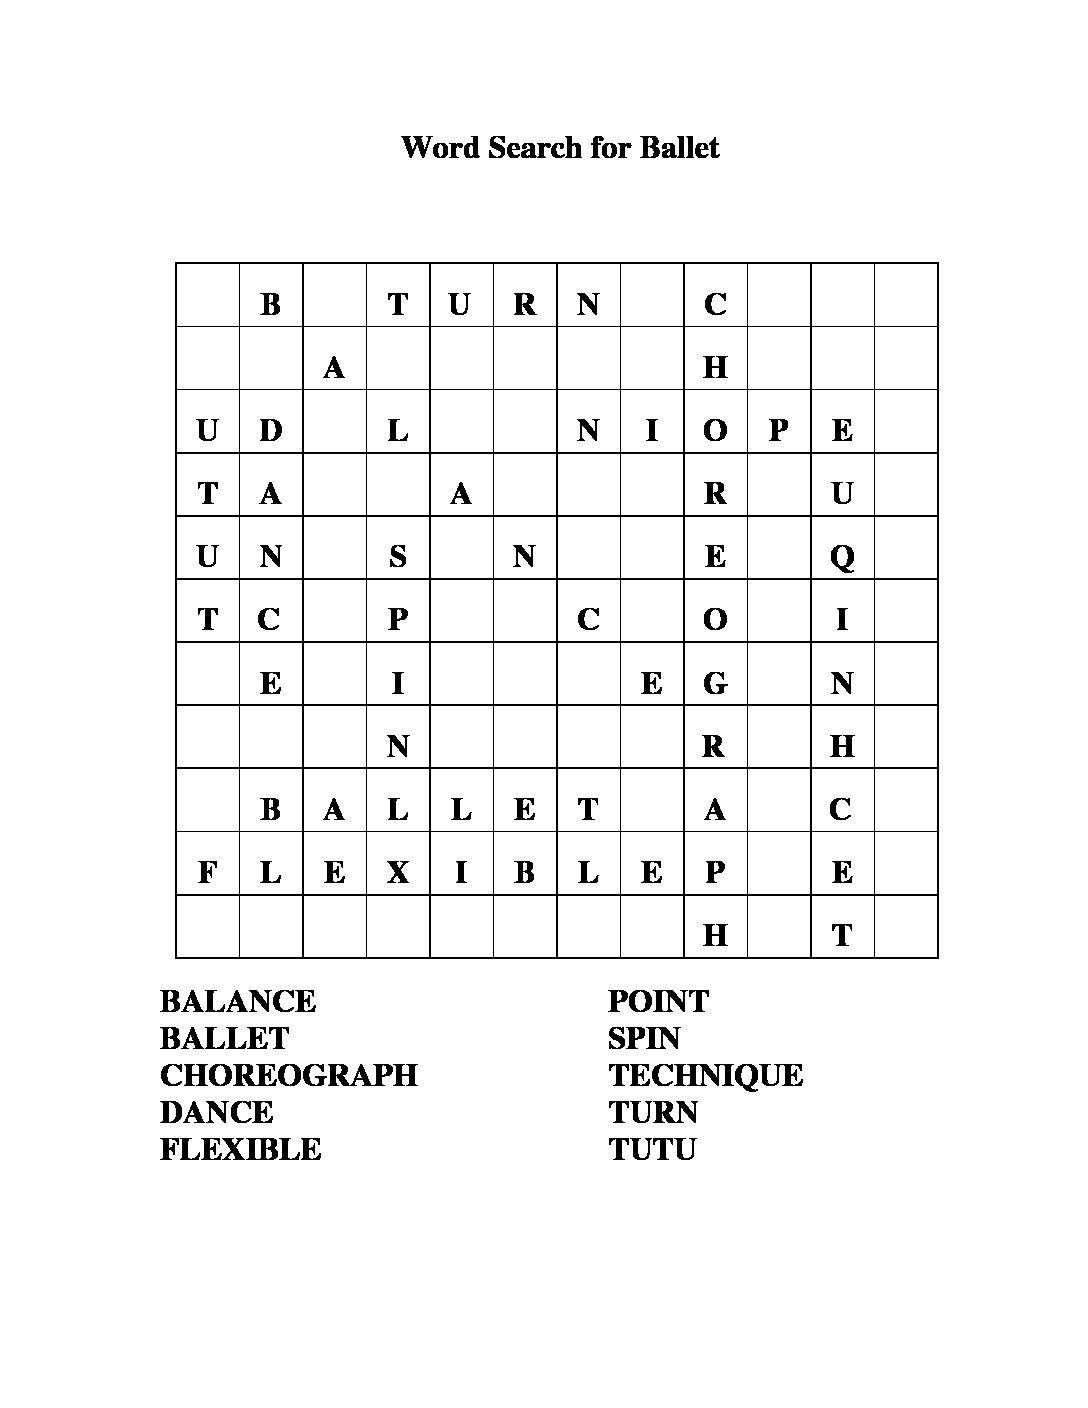 Word Search for Ballet
B T U R N C
A H
U D L N I O P E
T A A R U
U N S N E Q
T C P C O I
E I E G N
N R H
B A L L E T A C
F L E X I B L E P E
H T
BALANCE POINT
BALLET SPIN
CHOREOGRAPH TECHNIQUE
DANCE TURN
FLEXIBLE TUTU